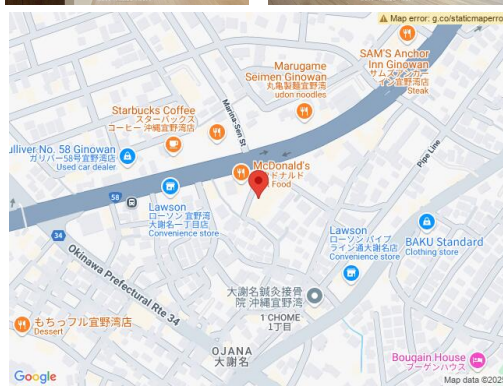 Map error: g.co/staticmaperro
SAM'S Anchor
Inn Ginowan
サムズアンカー
イン宜野湾店
Steak
Marugame
Seimen Ginowan
丸亀製麺宜野湾
udon noodles
Marina-Sen St
Starbucks Coffee
スターバックス
コーヒー 沖縄宜野湾店
Pipe Line
ulliver No. 58 Ginowan
ガリバー58号宜野湾店
Used car dealer
McDonald's
ドナルド
Food
58
Lawson
ローソン 宜野湾
大謝名一丁目店
Convenience store
34
Okinawa Prefectural Rte 34
BAKU Standard
Clothing store
Lawson
ローソン パイプ
ライン通大謝名店
Convenience store
大謝名鍼灸接骨
院 沖縄宜野湾
1 CHOME
1丁目
もちっフル宜野湾店
Dessert
OJANA
大謝名
Bougain House
ブーゲンハウス
Google
Map data ©202